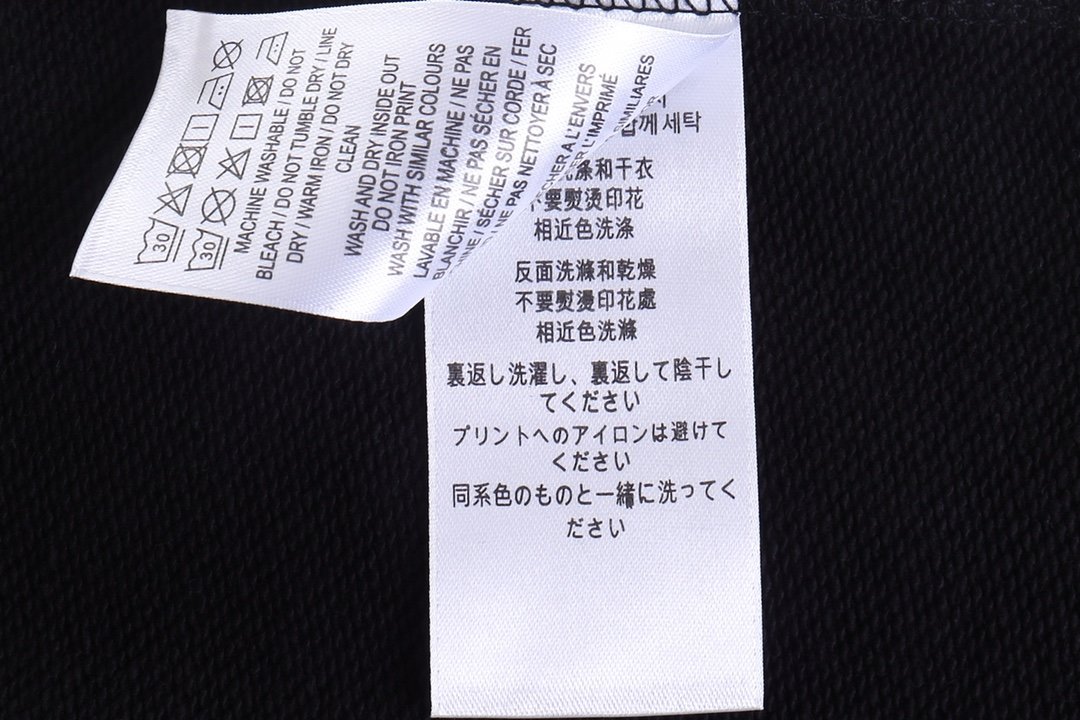 30
30
MACHINE WASHABLE / DO NOT
BLEACH / DO NOT TUMBLE DRY / LINE
DRY / WARM IRON / DO NOT DRY
CLEAN
WASH AND DRY INSIDE OUT
DO NOT IRON PRINT
WASH WITH SIMILAR COLOURS
LAVABLE EN MACHINE / NE PAS
BLANCHIR / NE PAS SÉCHER EN
/ SÉCHER SUR CORDE / FER
NE PAS NETTOYER À SEC
À L'ENVERS
L'IMPRIMÉ
SIMILIARES
함께 세탁
涤和干衣
不要熨烫印花
相近色洗涤
反面洗滌和乾燥
不要熨燙印花處
相近色洗滌
裏返し洗濯し、裏返して陰干し
てください
プリントへのアイロンは避けて
ください
同系色のものと一緒に洗ってく
ださい